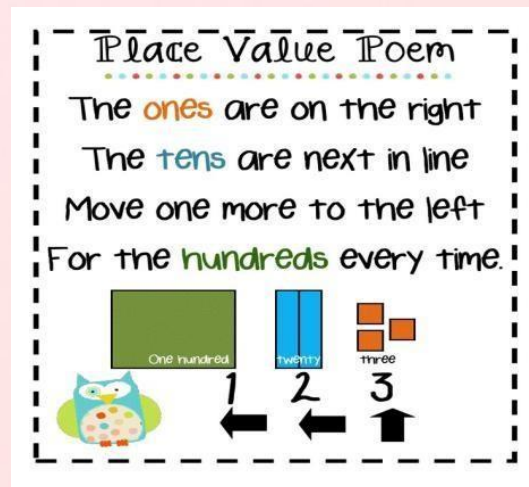 Place Value Poem
The ones are on the right
The tens are next in line
Move one more to the left
For the hundreds every time.
One hundred twenty three
1 2 3